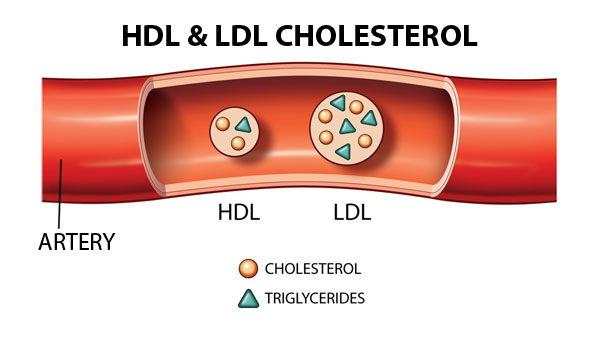 HDL & LDL CHOLESTEROL
HDL
LDL
ARTERY
CHOLESTEROL
TRIGLYCERIDES